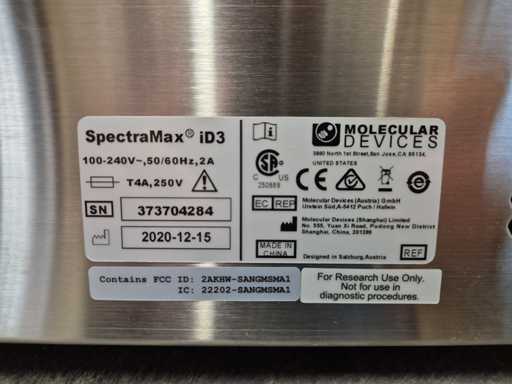 SpectraMax® iD3
100-240V~,50/60Hz,2A
T4A,250V
SN 373704284
2020-12-15
MOLECULAR
DEVICES
3860 North 1st Street,San Jose,CA 95134,
UNITED STATES
C US
250889
CE
EC REP
Molecular Devices (Austria) GmbH
Urstein Süd,A-5412 Puch / Hallein
Molecular Devices (Shanghai) Limited
No. 555, Yuan Xi Road, Pudong New District
Shanghai, China, 201299
MADE IN
CHINA
Designed in Salzburg,Austria
REF
Contains FCC ID: 2AKHW-SANGMSMA1
IC: 22202-SANGMSMA1
For Research Use Only.
Not for use in
diagnostic procedures.